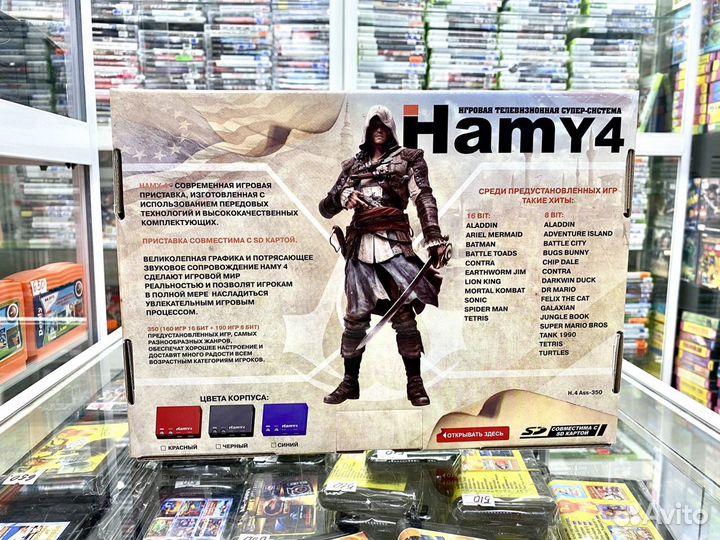 ИГРОВАЯ ТЕЛЕВИЗИОННАЯ СУПЕР-СИСТЕМА
HamY4
HAMY-4 - СОВРЕМЕННАЯ ИГРОВАЯ
ПРИСТАВКА, ИЗГОТОВЛЕННАЯ С
ИСПОЛЬЗОВАНИЕМ ПЕРЕДОВЫХ
ТЕХНОЛОГИЙ И ВЫСОКОКАЧЕСТВЕННЫХ
КОМПЛЕКТУЮЩИХ.
ПРИСТАВКА СОВМЕСТИМА С SD КАРТОЙ.
ВЕЛИКОЛЕПНАЯ ГРАФИКА И ПОТРЯСАЮЩЕЕ
ЗВУКОВОЕ СОПРОВОЖДЕНИЕ HAMY 4
СДЕЛАЮТ ИГРОВОЙ МИР
РЕАЛЬНОСТЬЮ И ПОЗВОЛЯТ ИГРОКАМ
В ПОЛНОЙ МЕРЕ НАСЛАДИТЬСЯ
УВЛЕКАТЕЛЬНЫМ ИГРОВЫМ
ПРОЦЕССОМ.
350 (160 ИГР 16 БИТ + 190 ИГР 8 БИТ)
ПРЕДУСТАНОВЛЕННЫХ ИГР, САМЫХ
РАЗНООБРАЗНЫХ ЖАНРОВ,
ОБЕСПЕЧАТ ХОРОШЕЕ НАСТРОЕНИЕ И
ДОСТАВЯТ МНОГО РАДОСТИ ВСЕМ
ВОЗРАСТНЫМ КАТЕГОРИЯМ ИГРОКОВ.
ЦВЕТА КОРПУСА:
КРАСНЫЙ
ЧЕРНЫЙ
СИНИЙ
СРЕДИ ПРЕДУСТАНОВЛЕННЫХ ИГР
ТАКИЕ ХИТЫ:
16 BIT:
ALADDIN
ARIEL MERMAID
BATMAN
BATTLE TOADS
CONTRA
EARTHWORM JIM
LION KING
MORTAL KOMBAT
SONIC
SPIDER MAN
TETRIS
8 BIT:
ALADDIN
ADVENTURE ISLAND
BATTLE CITY
BUGS BUNNY
CHIP DALE
CONTRA
DARKWIN DUCK
DR MARIO
FELIX THE CAT
GALAXIAN
JUNGLE BOOK
SUPER MARIO BROS
TANK 1990
TETRIS
TURTLES
H.4 Ass-350
ОТКРЫВАТЬ ЗДЕСЬ
SD СОВМЕСТИМА С
SD КАРТОЙ
Avito